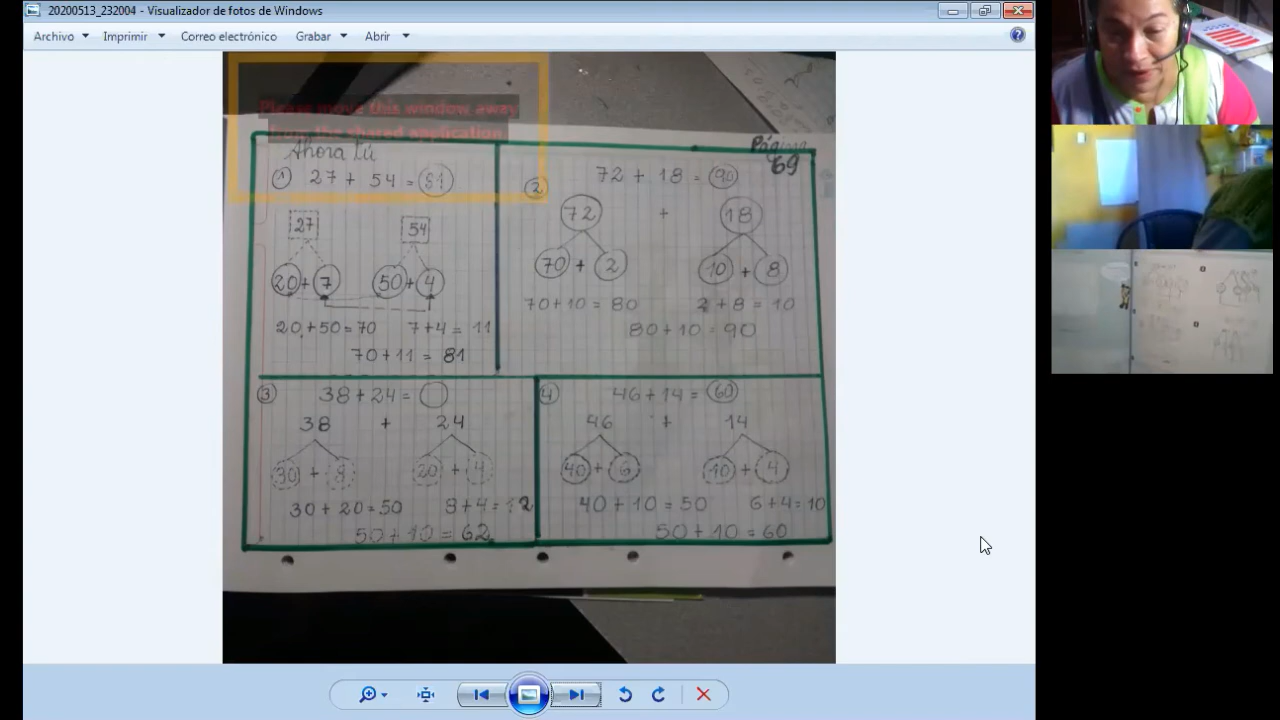 20200513_232004 - Visualizador de fotos de Windows
Archivo Imprimir Correo electrónico Grabar Abrir
Please move this window away
from the shared application
Ahora tú
Página
69
① 27 + 54 = 81
27 54
20 + 7 50 + 4
20 + 50 = 70 7 + 4 = 11
70 + 11 = 81
② 72 + 18 = 90
72 + 18
70 + 2 10 + 8
70 + 10 = 80 2 + 8 = 10
80 + 10 = 90
③ 38 + 24 =
38 + 24
30 + 8 20 + 4
30 + 20 = 50 8 + 4 = 12
50 + 10 = 62
④ 46 + 14 = 60
46 + 14
40 + 6 10 + 4
40 + 10 = 50 6 + 4 = 10
50 + 10 = 60